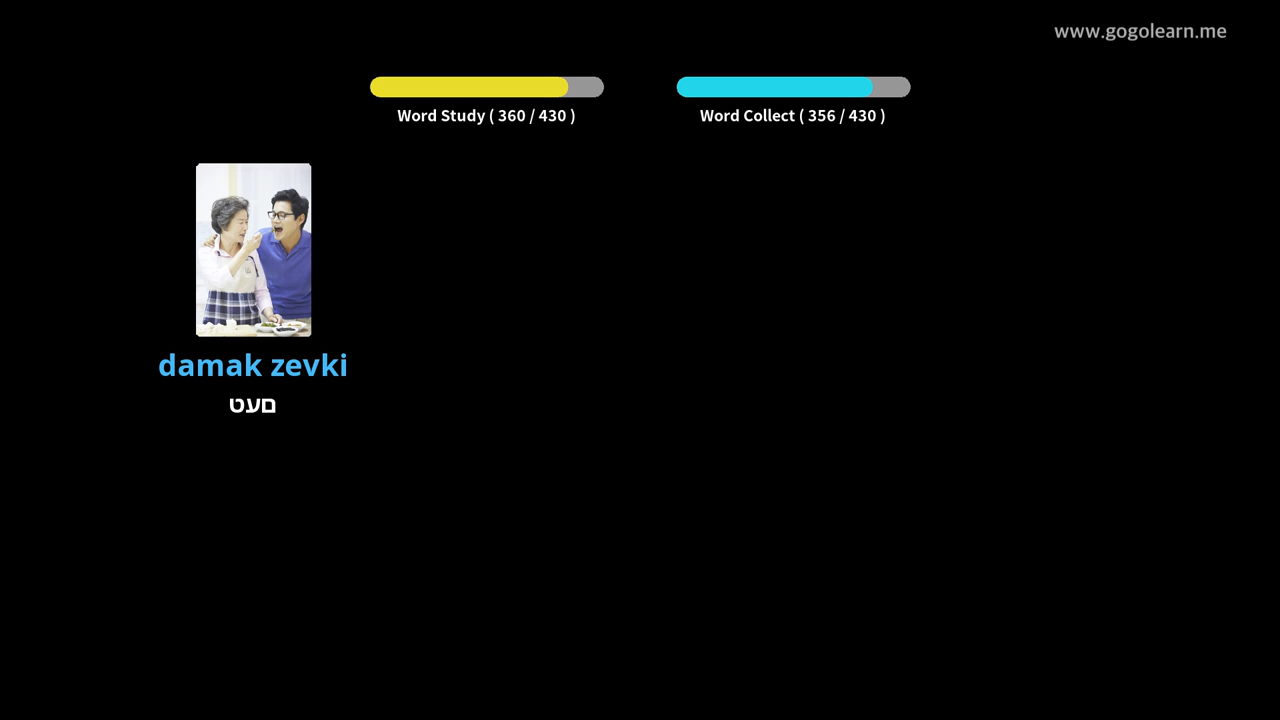 www.gogolearn.me
Word Study ( 360 / 430 )
Word Collect ( 356 / 430 )
damak zevki
טעם